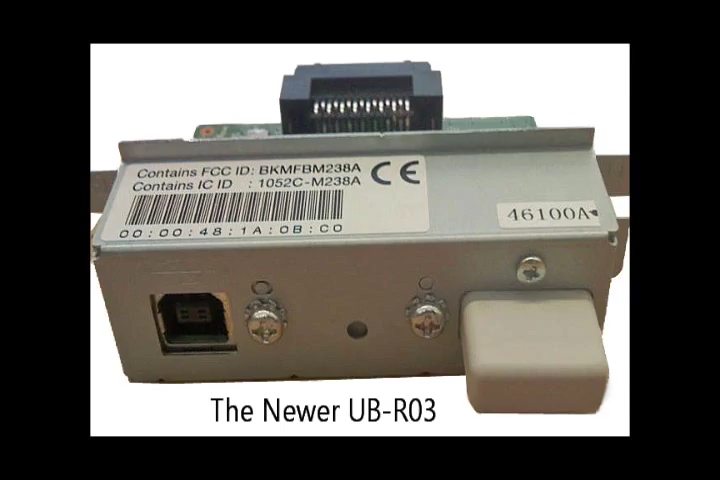 Contains FCC ID: BKMFBM238A
Contains IC ID : 1052C-M238A
CE
00:00:48:1A:0B:C0
46100A
The Newer UB-R03